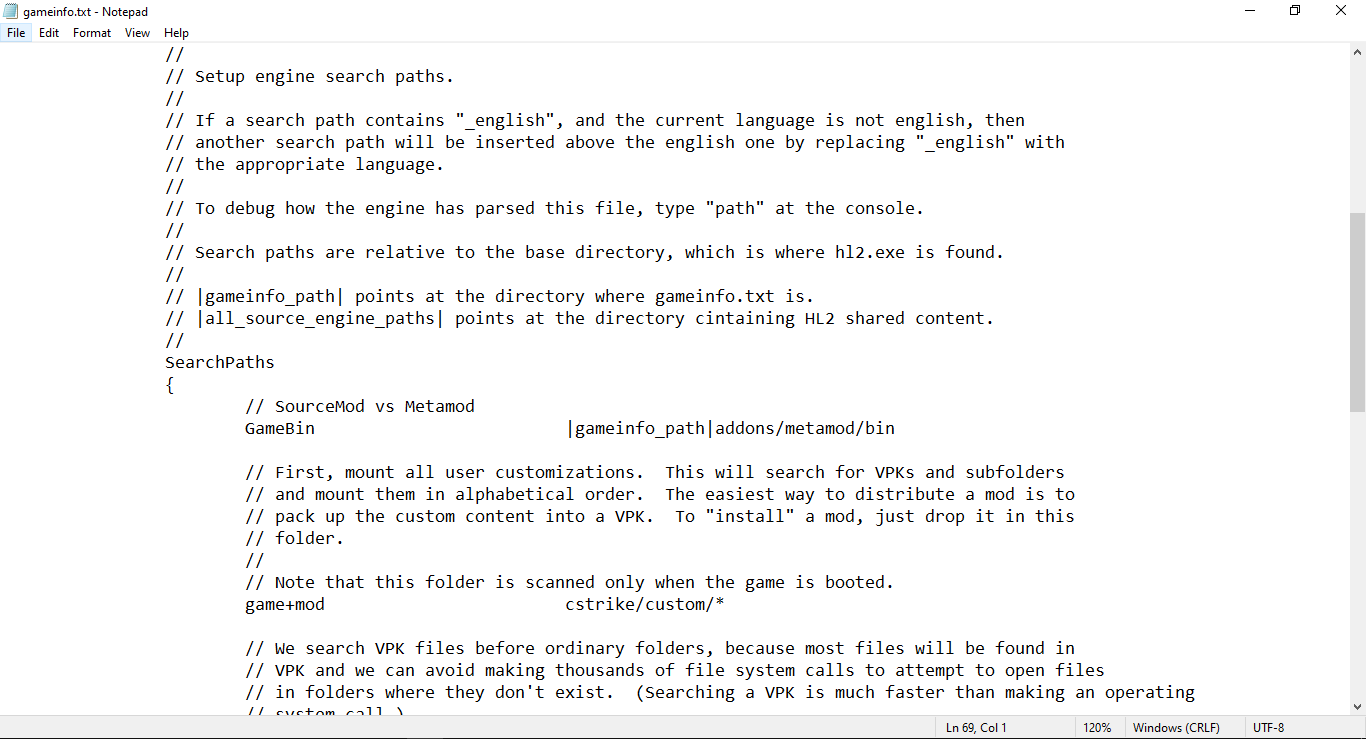 gameinfo.txt - Notepad
File Edit Format View Help
//
// Setup engine search paths.
//
// If a search path contains "_english", and the current language is not english, then
// another search path will be inserted above the english one by replacing "_english" with
// the appropriate language.
//
// To debug how the engine has parsed this file, type "path" at the console.
//
// Search paths are relative to the base directory, which is where hl2.exe is found.
//
// |gameinfo_path| points at the directory where gameinfo.txt is.
// |all_source_engine_paths| points at the directory cintaining HL2 shared content.
//
SearchPaths
{
// SourceMod vs Metamod
GameBin |gameinfo_path|addons/metamod/bin
// First, mount all user customizations.  This will search for VPKs and subfolders
// and mount them in alphabetical order.  The easiest way to distribute a mod is to
// pack up the custom content into a VPK.  To "install" a mod, just drop it in this
// folder.
//
// Note that this folder is scanned only when the game is booted.
game+mod cstrike/custom/*
// We search VPK files before ordinary folders, because most files will be found in
// VPK and we can avoid making thousands of file system calls to attempt to open files
// in folders where they don't exist.  (Searching a VPK is much faster than making an operating
// system call.)
Ln 69, Col 1 120% Windows (CRLF) UTF-8